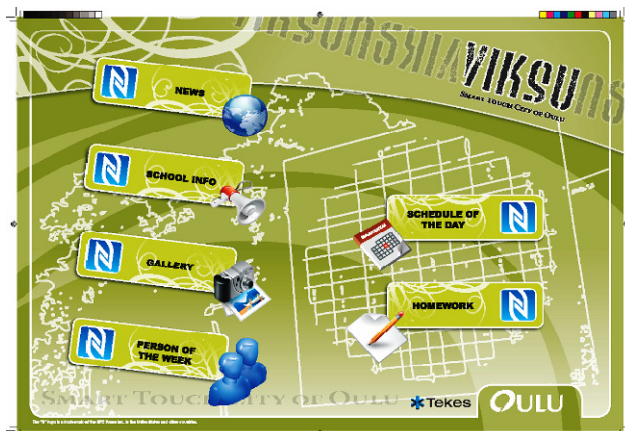 VIKSU
SMART TOUCH CITY OF OULU
NEWS
SCHOOL INFO
GALLERY
PERSON OF
THE WEEK
SCHEDULE OF
THE DAY
HOMEWORK
SMART TOUCH CITY OF OULU
Tekes
OULU